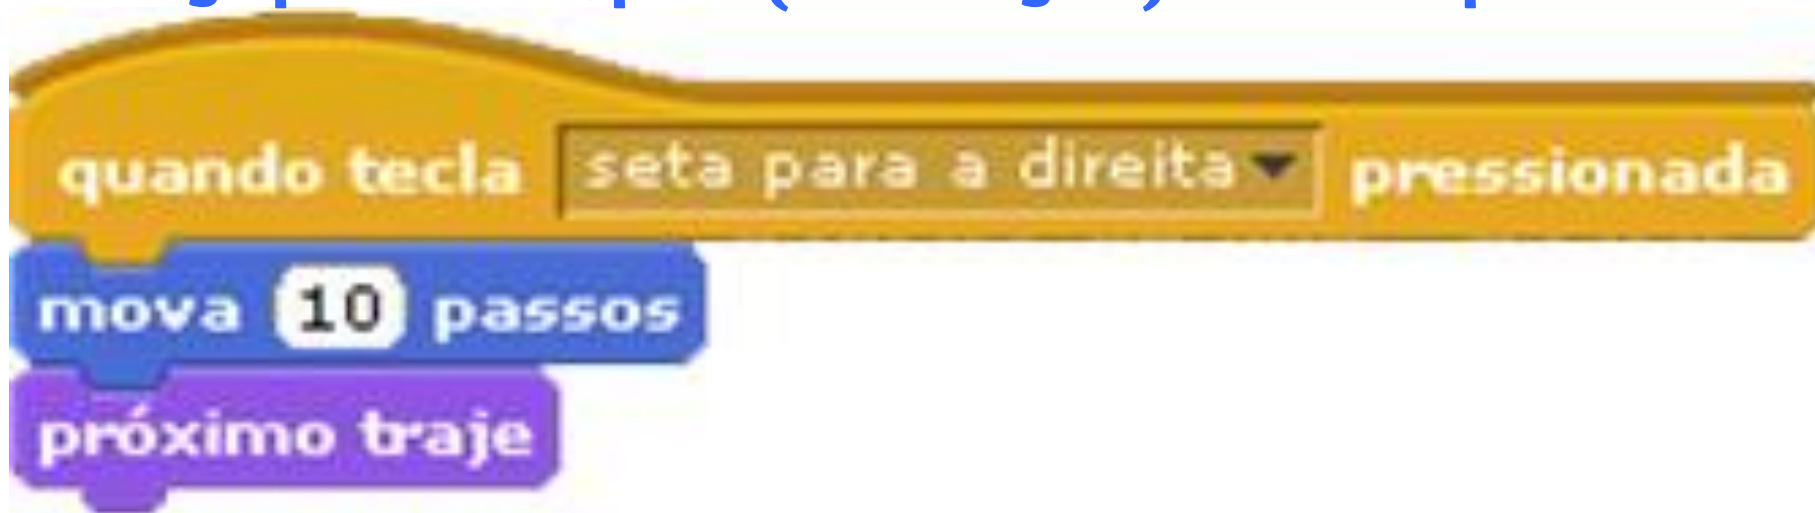 quando tecla seta para a direita pressionada
mova 10 passos
próximo traje